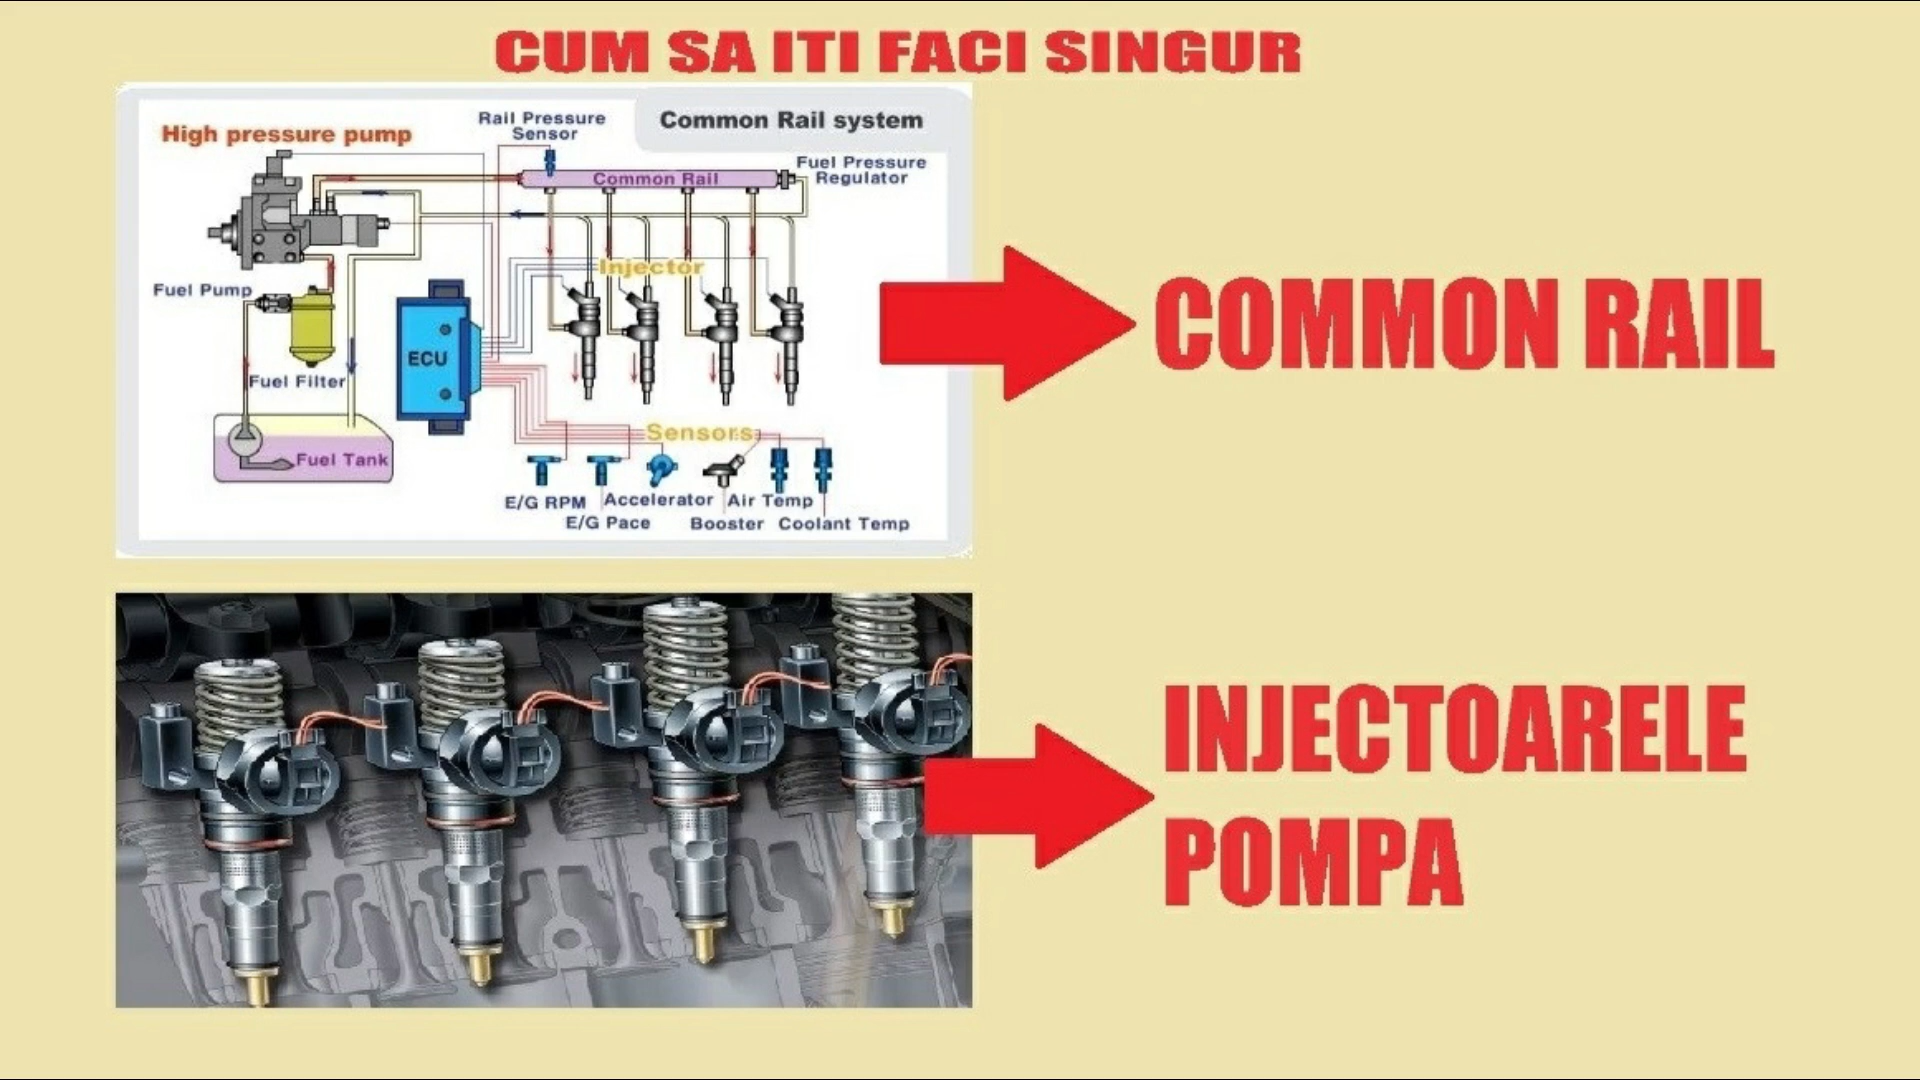 CUM SA ITI FACI SINGUR
High pressure pump
Rail Pressure
Sensor
Common Rail system
Fuel Pressure
Regulator
Common Rail
Injector
Fuel Pump
ECU
Fuel Filter
Fuel Tank
Sensors
E/G RPM
Accelerator
Air Temp
E/G Pace
Booster
Coolant Temp
COMMON RAIL
INJECTOARELE
POMPA